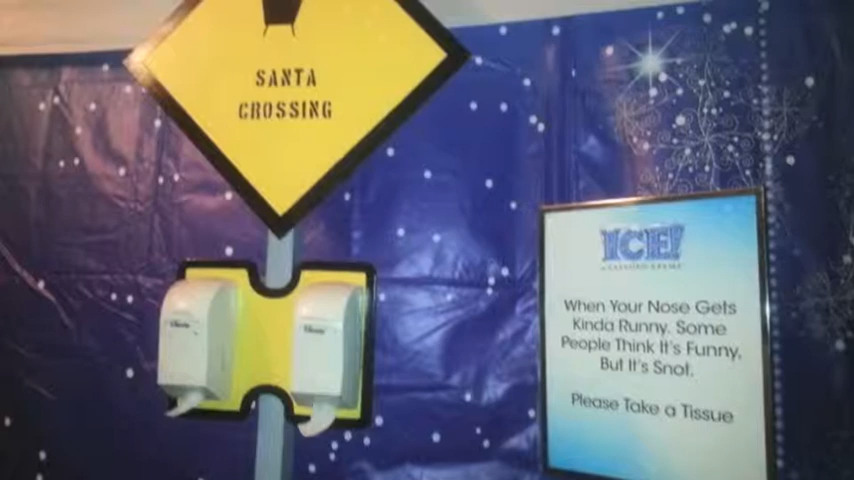 SANTA
CROSSING
ICE!
When Your Nose Gets
Kinda Runny. Some
People Think It's Funny,
But It's Snot.
Please Take a Tissue